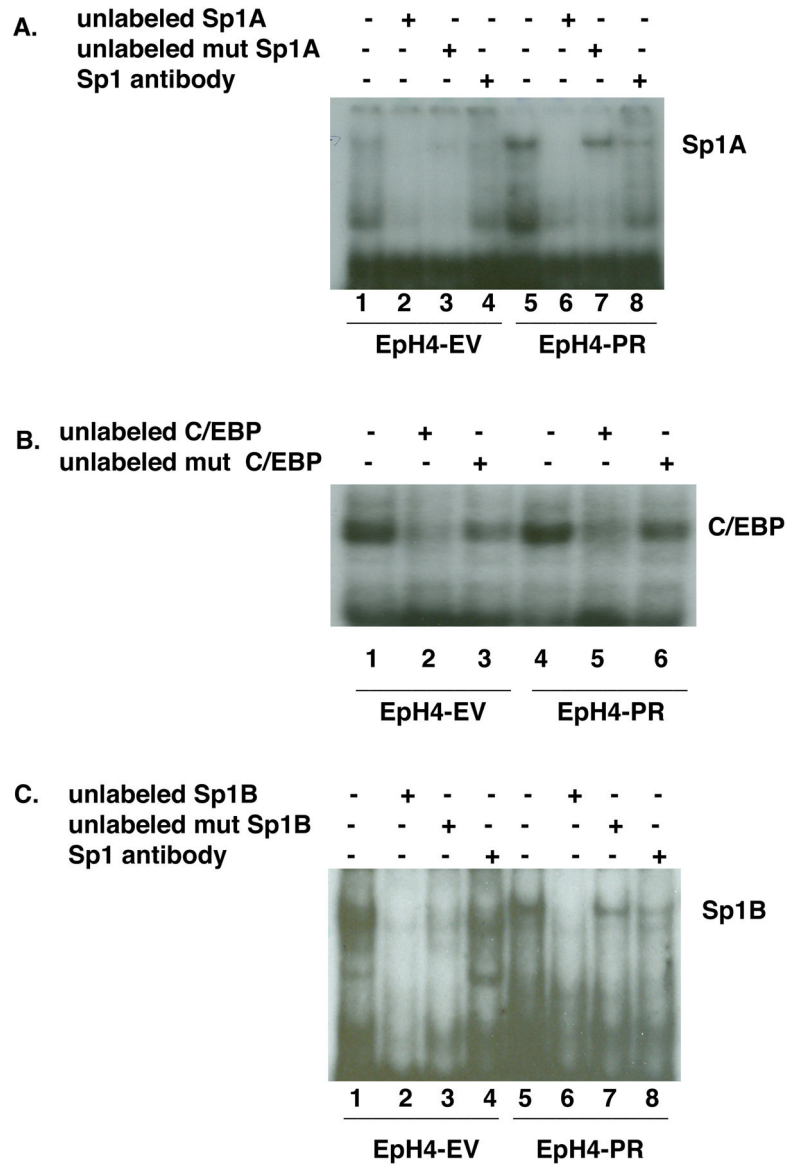 A.
unlabeled Sp1A - + - - - + - -
unlabeled mut Sp1A - - + - - - + -
Sp1 antibody - - - + - - - +
Sp1A
1 2 3 4 5 6 7 8
EpH4-EV EpH4-PR
B.
unlabeled C/EBP - + - - + -
unlabeled mut C/EBP - - + - - +
C/EBP
1 2 3 4 5 6
EpH4-EV EpH4-PR
C.
unlabeled Sp1B - + - - - + - -
unlabeled mut Sp1B - - + - - - + -
Sp1 antibody - - - + - - - +
Sp1B
1 2 3 4 5 6 7 8
EpH4-EV EpH4-PR